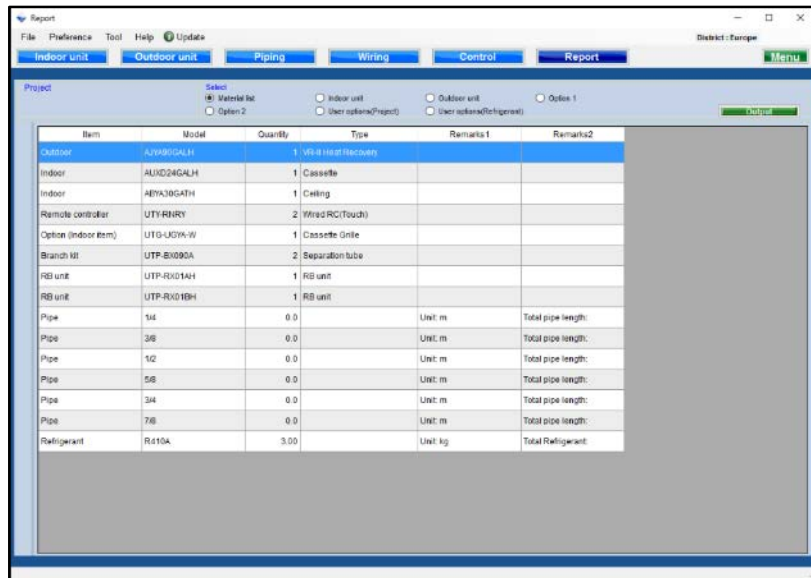 Report
File Preference Tool Help Update District : Europe
Indoor unit Outdoor unit Piping Wiring Control Report Menu
Project
Select
Material list Indoor unit Outdoor unit Option 1
Option 2 User options(Project) User options(Refrigerant) Output
Item Model Quantity Type Remarks1 Remarks2
Outdoor AJYA90GALH 1 VR-II Heat Recovery
Indoor AUXD24GALH 1 Cassette
Indoor ABYA30GATH 1 Ceiling
Remote controller UTY-RNRY 2 Wired RC(Touch)
Option (Indoor item) UTG-UGYA-W 1 Cassette Grille
Branch kit UTP-BX090A 2 Separation tube
RB unit UTP-RX01AH 1 RB unit
RB unit UTP-RX01BH 1 RB unit
Pipe 1/4 0.0 Unit: m Total pipe length:
Pipe 3/8 0.0 Unit: m Total pipe length:
Pipe 1/2 0.0 Unit: m Total pipe length:
Pipe 5/8 0.0 Unit: m Total pipe length:
Pipe 3/4 0.0 Unit: m Total pipe length:
Pipe 7/8 0.0 Unit: m Total pipe length:
Refrigerant R410A 3.00 Unit: kg Total Refrigerant: